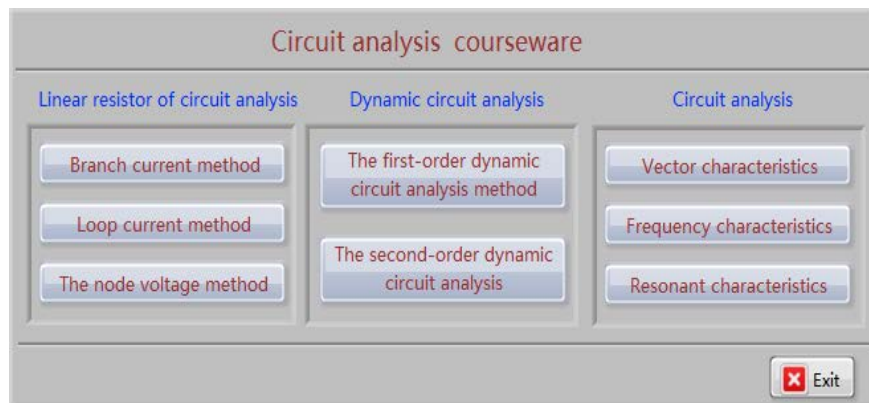 Circuit analysis courseware
Linear resistor of circuit analysis
Branch current method
Loop current method
The node voltage method
Dynamic circuit analysis
The first-order dynamic
circuit analysis method
The second-order dynamic
circuit analysis
Circuit analysis
Vector characteristics
Frequency characteristics
Resonant characteristics
Exit